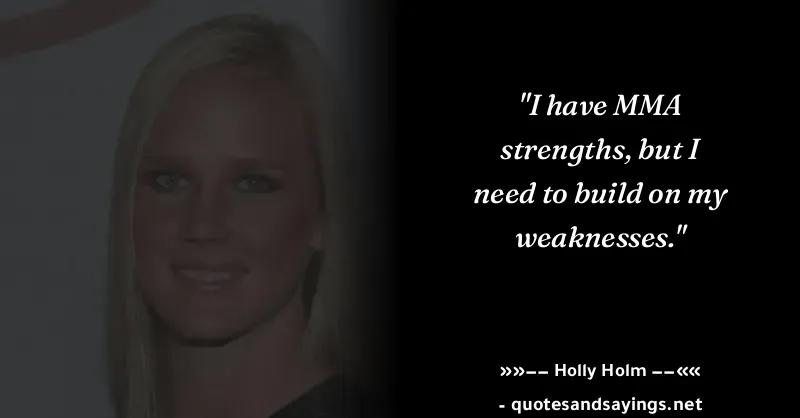 "I have MMA
strengths, but I
need to build on my
weaknesses."
»»−− Holly Holm −−««
- quotesandsayings.net